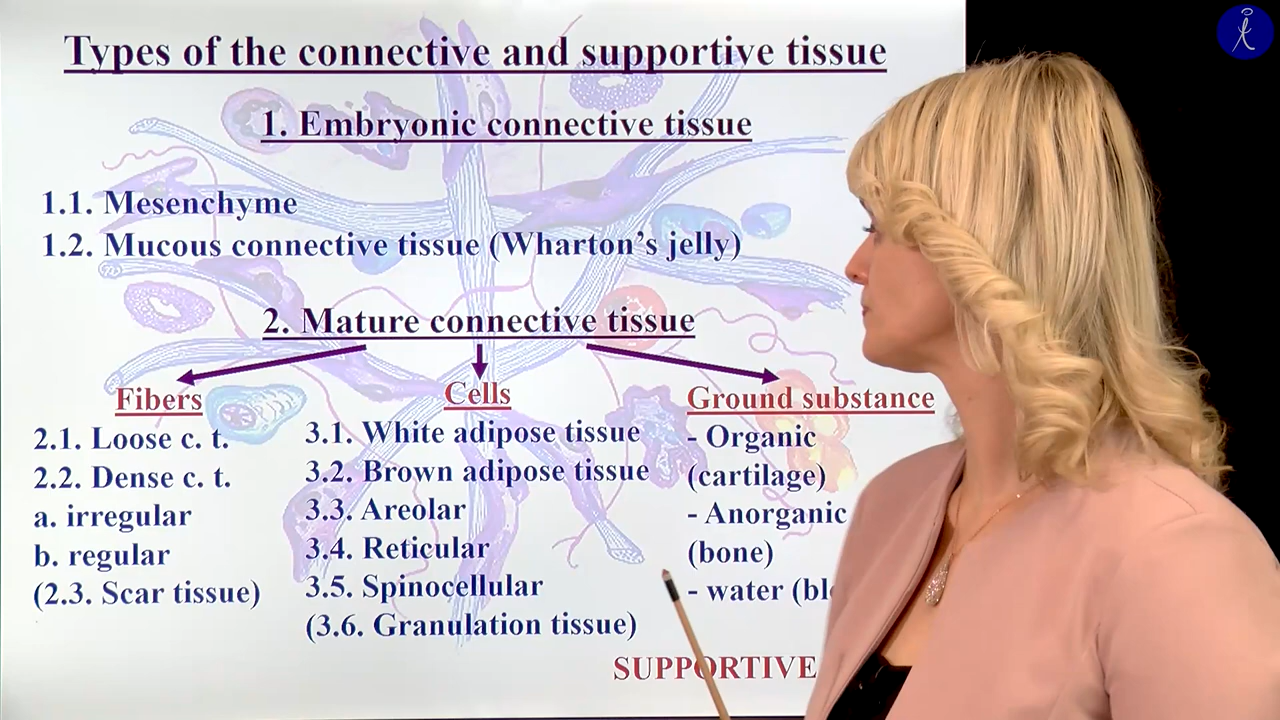 Types of the connective and supportive tissue
1. Embryonic connective tissue
1.1. Mesenchyme
1.2. Mucous connective tissue (Wharton's jelly)
2. Mature connective tissue
Fibers
2.1. Loose c. t.
2.2. Dense c. t.
a. irregular
b. regular
(2.3. Scar tissue)
Cells
3.1. White adipose tissue
3.2. Brown adipose tissue
3.3. Areolar
3.4. Reticular
3.5. Spinocellular
(3.6. Granulation tissue)
Ground substance
- Organic
(cartilage)
- Anorganic
(bone)
- water
SUPPORTIVE